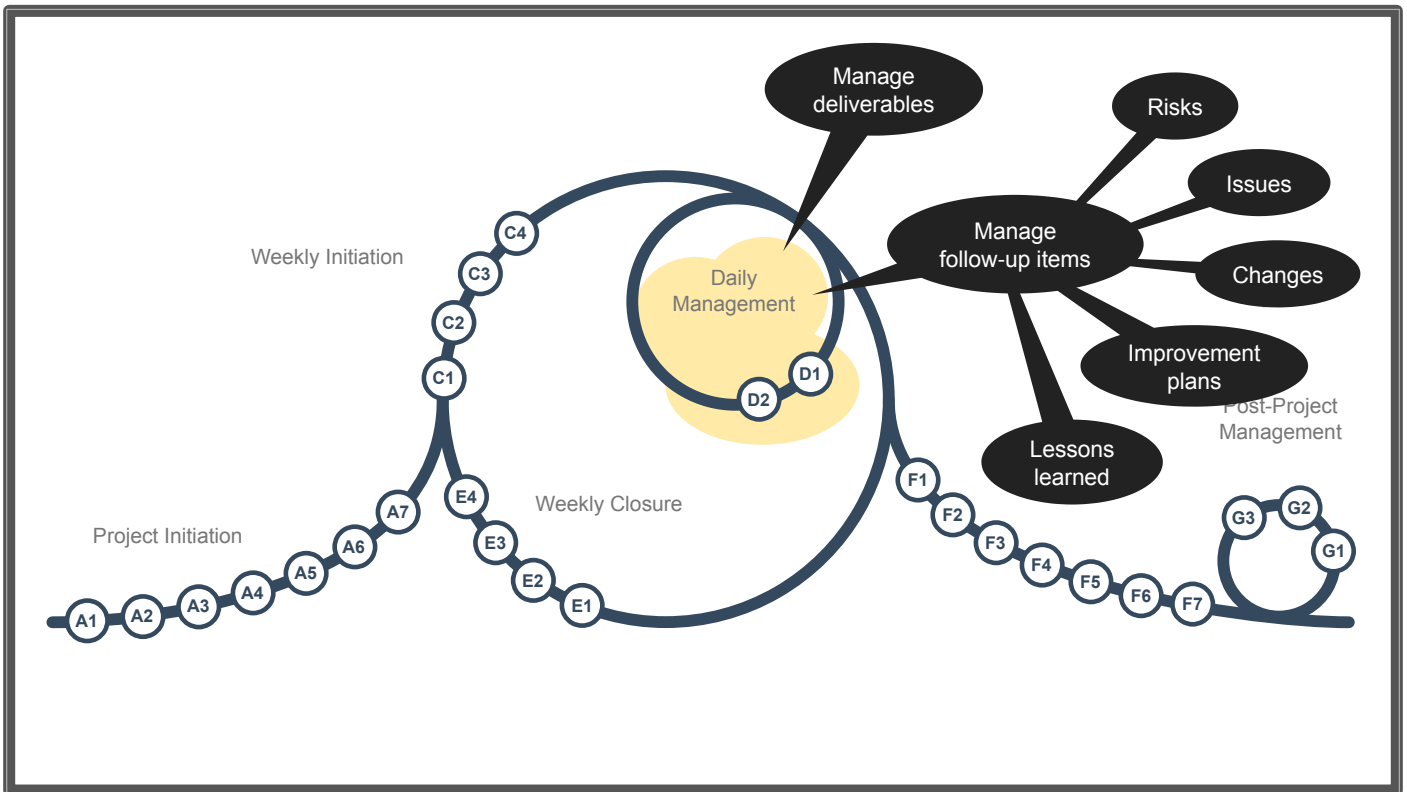 Manage
deliverables
Risks
Issues
Manage
follow-up items
Changes
Improvement
plans
Lessons
learned
Weekly Initiation
Daily
Management
Post-Project
Management
Weekly Closure
Project Initiation
C4
C3
C2
C1
D1
D2
A1
A2
A3
A4
A5
A6
A7
E4
E3
E2
E1
F1
F2
F3
F4
F5
F6
F7
G3
G2
G1